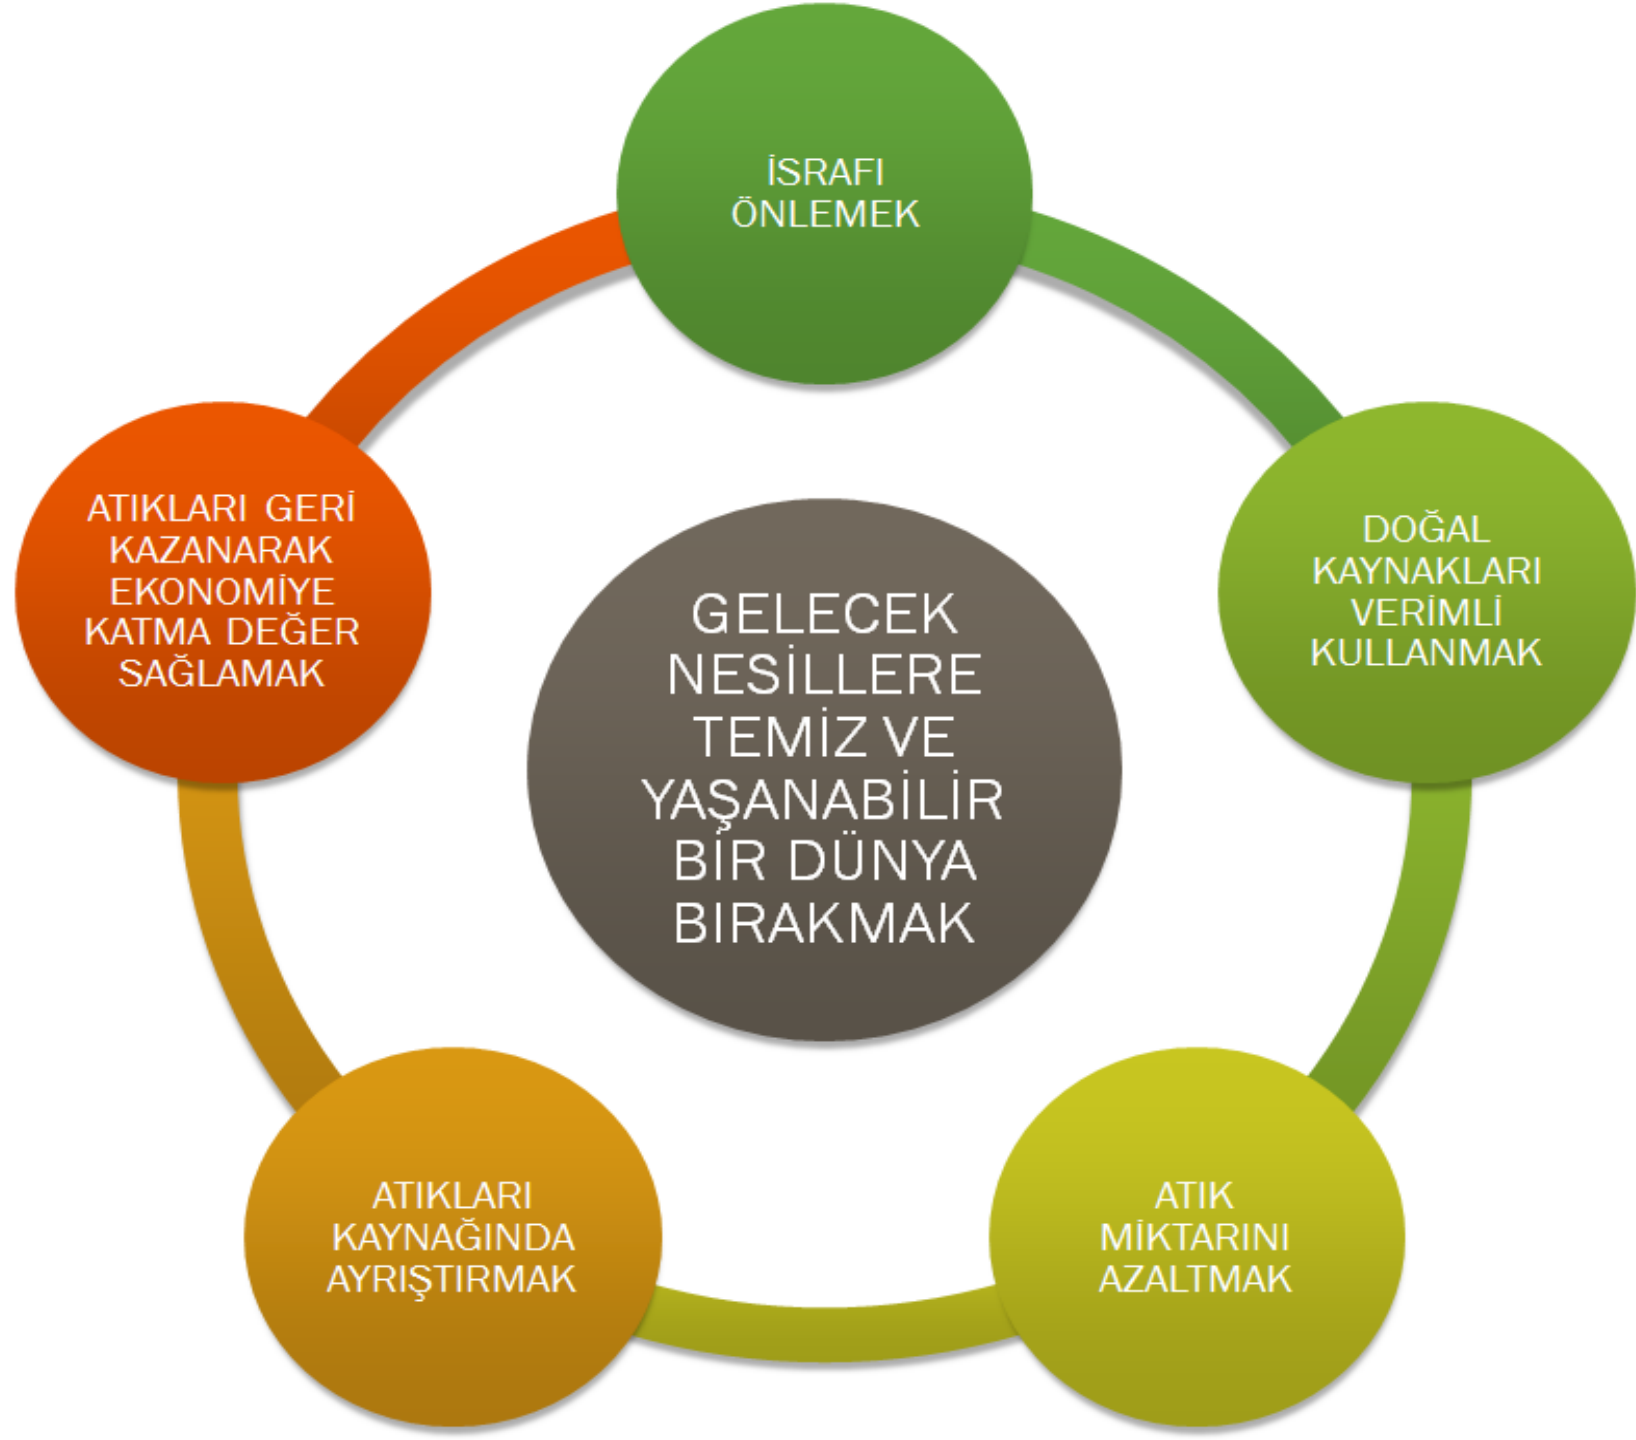 İSRAFI
ÖNLEMEK
DOĞAL
KAYNAKLARI
VERİMLİ
KULLANMAK
ATIK
MİKTARINI
AZALTMAK
ATIKLARI
KAYNAĞINDA
AYRIŞTIRMAK
ATIKLARI GERİ
KAZANARAK
EKONOMİYE
KATMA DEĞER
SAĞLAMAK
GELECEK
NESİLLERE
TEMİZ VE
YAŞANABİLİR
BİR DÜNYA
BIRAKMAK